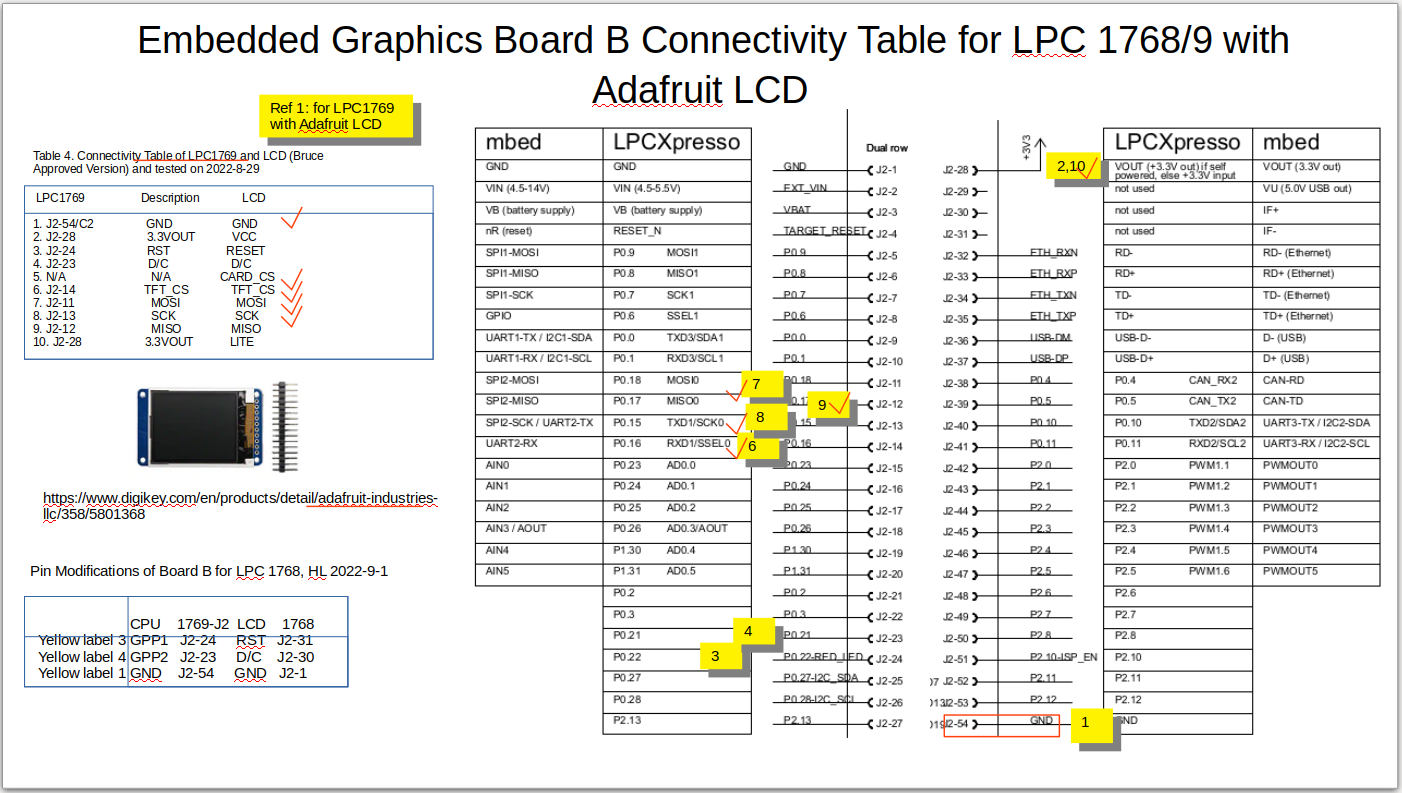 Embedded Graphics Board B Connectivity Table for LPC 1768/9 with
Adafruit LCD
Ref 1: for LPC1769
with Adafruit LCD
Table 4. Connectivity Table of LPC1769 and LCD (Bruce
Approved Version) and tested on 2022-8-29
LPC1769 Description LCD
1. J2-54/C2 GND GND
2. J2-28 3.3VOUT VCC
3. J2-24 RST RESET
4. J2-23 D/C D/C
5. N/A N/A CARD_CS
6. J2-14 TFT_CS TFT_CS
7. J2-11 MOSI MOSI
8. J2-13 SCK SCK
9. J2-12 MISO MISO
10. J2-28 3.3VOUT LITE
https://www.digikey.com/en/products/detail/adafruit-industries-
llc/358/5801368
Pin Modifications of Board B for LPC 1768, HL 2022-9-1
CPU 1769-J2 LCD 1768
Yellow label 3 GPP1 J2-24 RST J2-31
Yellow label 4 GPP2 J2-23 D/C J2-30
Yellow label 1 GND J2-54 GND J2-1
mbed LPCXpresso
GND GND
VIN (4.5-14V) VIN (4.5-5.5V)
VB (battery supply) VB (battery supply)
nR (reset) RESET_N
SPI1-MOSI P0.9 MOSI1
SPI1-MISO P0.8 MISO1
SPI1-SCK P0.7 SCK1
GPIO P0.6 SSEL1
UART1-TX / I2C1-SDA P0.0 TXD3/SDA1
UART1-RX / I2C1-SCL P0.1 RXD3/SCL1
SPI2-MOSI P0.18 MOSI0
SPI2-MISO P0.17 MISO0
SPI2-SCK / UART2-TX P0.15 TXD1/SCK0
UART2-RX P0.16 RXD1/SSEL0
AIN0 P0.23 AD0.0
AIN1 P0.24 AD0.1
AIN2 P0.25 AD0.2
AIN3 / AOUT P0.26 AD0.3/AOUT
AIN4 P1.30 AD0.4
AIN5 P1.31 AD0.5
P0.2
P0.3
P0.21
P0.22
P0.27
P0.28
P2.13
7
8
6
9
4
3
Dual row
+3V3
GND J2-1 J2-28
EXT_VIN J2-2 J2-29
VBAT J2-3 J2-30
TARGET_RESET J2-4 J2-31
P0.9 J2-5 J2-32 ETH_RXN
P0.8 J2-6 J2-33 ETH_RXP
P0.7 J2-7 J2-34 ETH_TXN
P0.6 J2-8 J2-35 ETH_TXP
P0.0 J2-9 J2-36 USB-DM
P0.1 J2-10 J2-37 USB-DP
P0.18 J2-11 J2-38 P0.4
J2-12 J2-39 P0.5
J2-13 J2-40 P0.10
P0.16 J2-14 J2-41 P0.11
P0.23 J2-15 J2-42 P2.0
P0.24 J2-16 J2-43 P2.1
P0.25 J2-17 J2-44 P2.2
P0.26 J2-18 J2-45 P2.3
P1.30 J2-19 J2-46 P2.4
P1.31 J2-20 J2-47 P2.5
P0.2 J2-21 J2-48 P2.6
P0.3 J2-22 J2-49 P2.7
P0.21 J2-23 J2-50 P2.8
P0.22-RED_LED J2-24 J2-51 P2.10-ISP_EN
P0.27-I2C_SDA J2-25 J2-52 P2.11
P0.28-I2C_SCL J2-26 J2-53 P2.12
P2.13 J2-27 J2-54 GND
2,10
1
LPCXpresso mbed
VOUT (+3.3V out) if self
powered, else +3.3V input VOUT (3.3V out)
not used VU (5.0V USB out)
not used IF+
not used IF-
RD- RD- (Ethernet)
RD+ RD+ (Ethernet)
TD- TD- (Ethernet)
TD+ TD+ (Ethernet)
USB-D- D- (USB)
USB-D+ D+ (USB)
P0.4 CAN_RX2 CAN-RD
P0.5 CAN_TX2 CAN-TD
P0.10 TXD2/SDA2 UART3-TX / I2C2-SDA
P0.11 RXD2/SCL2 UART3-RX / I2C2-SCL
P2.0 PWM1.1 PWMOUT0
P2.1 PWM1.2 PWMOUT1
P2.2 PWM1.3 PWMOUT2
P2.3 PWM1.4 PWMOUT3
P2.4 PWM1.5 PWMOUT4
P2.5 PWM1.6 PWMOUT5
P2.6
P2.7
P2.8
P2.10
P2.11
P2.12
GND